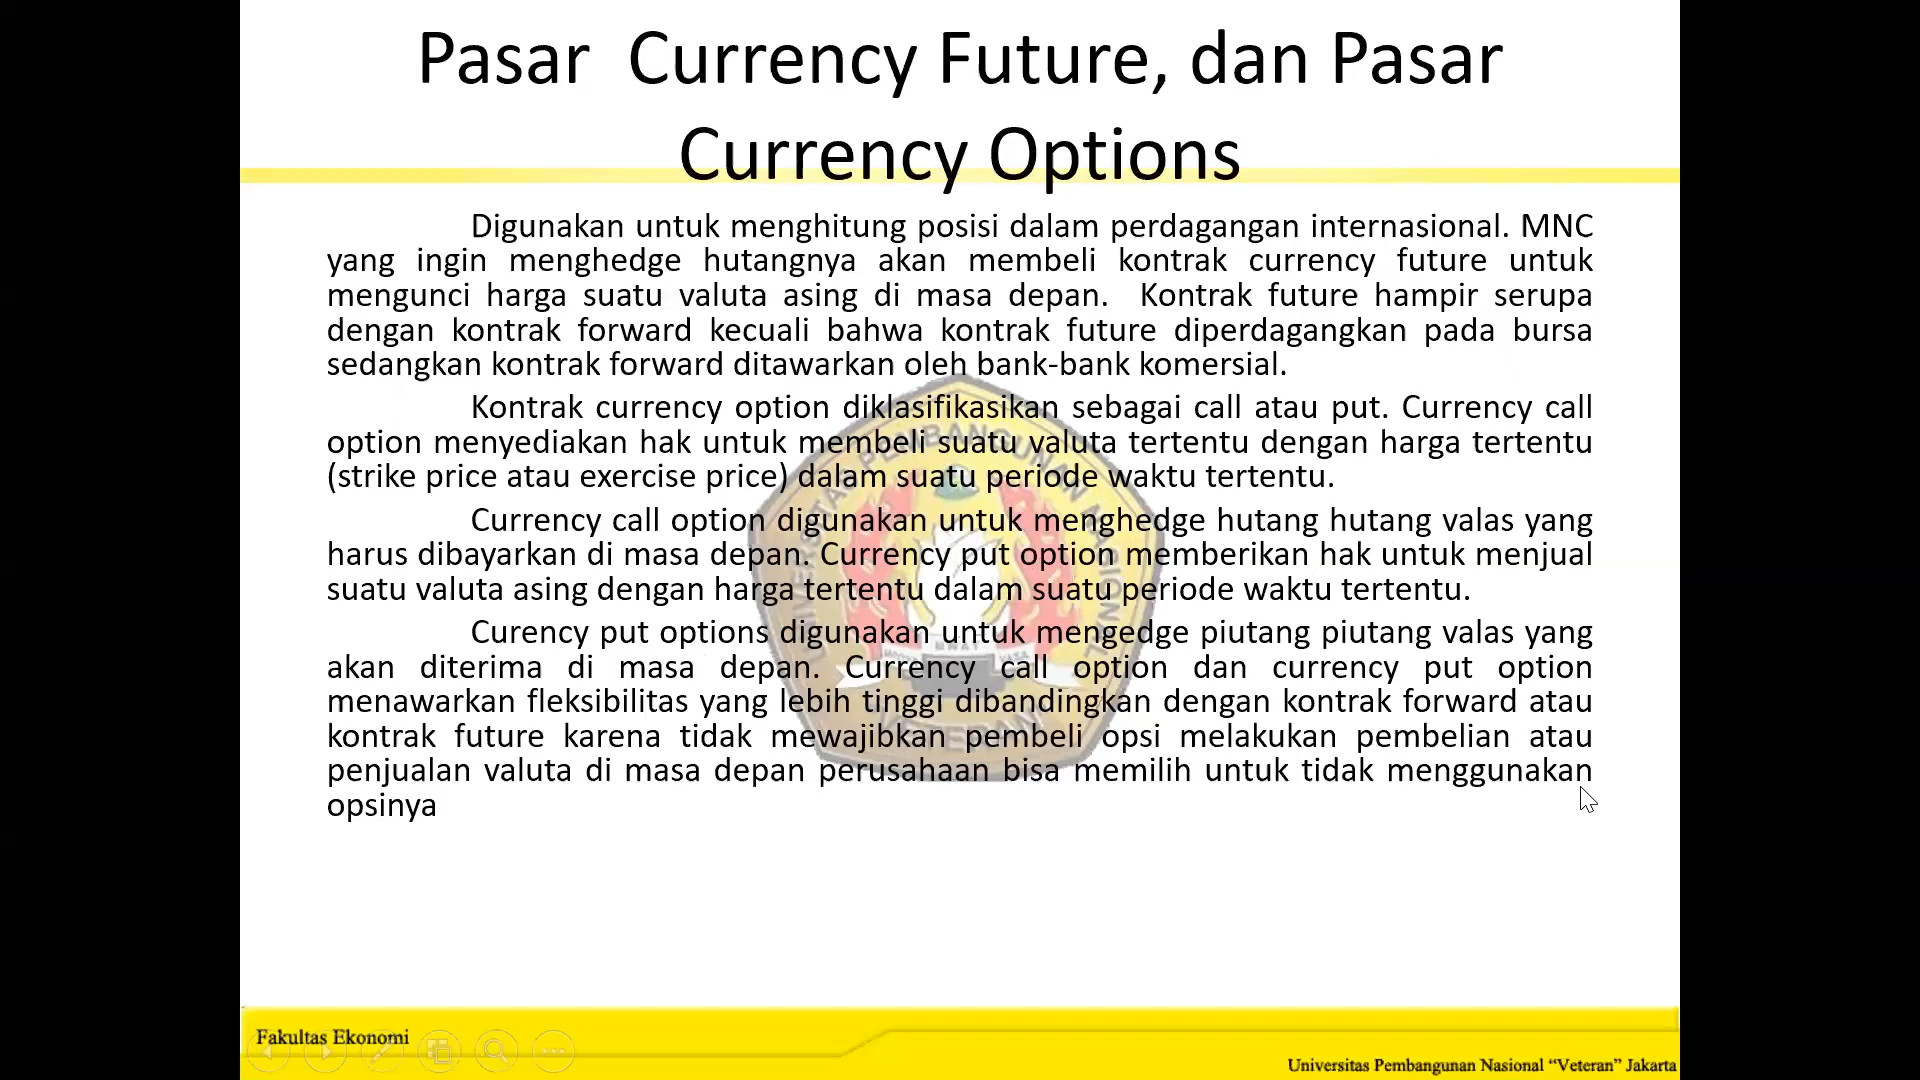 Pasar Currency Future, dan Pasar
Currency Options
Digunakan untuk menghitung posisi dalam perdagangan internasional. MNC
yang ingin menghedge hutangnya akan membeli kontrak currency future untuk
mengunci harga suatu valuta asing di masa depan. Kontrak future hampir serupa
dengan kontrak forward kecuali bahwa kontrak future diperdagangkan pada bursa
sedangkan kontrak forward ditawarkan oleh bank-bank komersial.
Kontrak currency option diklasifikasikan sebagai call atau put. Currency call
option menyediakan hak untuk membeli suatu valuta tertentu dengan harga tertentu
(strike price atau exercise price) dalam suatu periode waktu tertentu.
Currency call option digunakan untuk menghedge hutang hutang valas yang
harus dibayarkan di masa depan. Currency put option memberikan hak untuk menjual
suatu valuta asing dengan harga tertentu dalam suatu periode waktu tertentu.
Curency put options digunakan untuk mengedge piutang piutang valas yang
akan diterima di masa depan. Currency call option dan currency put option
menawarkan fleksibilitas yang lebih tinggi dibandingkan dengan kontrak forward atau
kontrak future karena tidak mewajibkan pembeli opsi melakukan pembelian atau
penjualan valuta di masa depan perusahaan bisa memilih untuk tidak menggunakan
opsinya
Fakultas Ekonomi
Universitas Pembangunan Nasional “Veteran” Jakarta